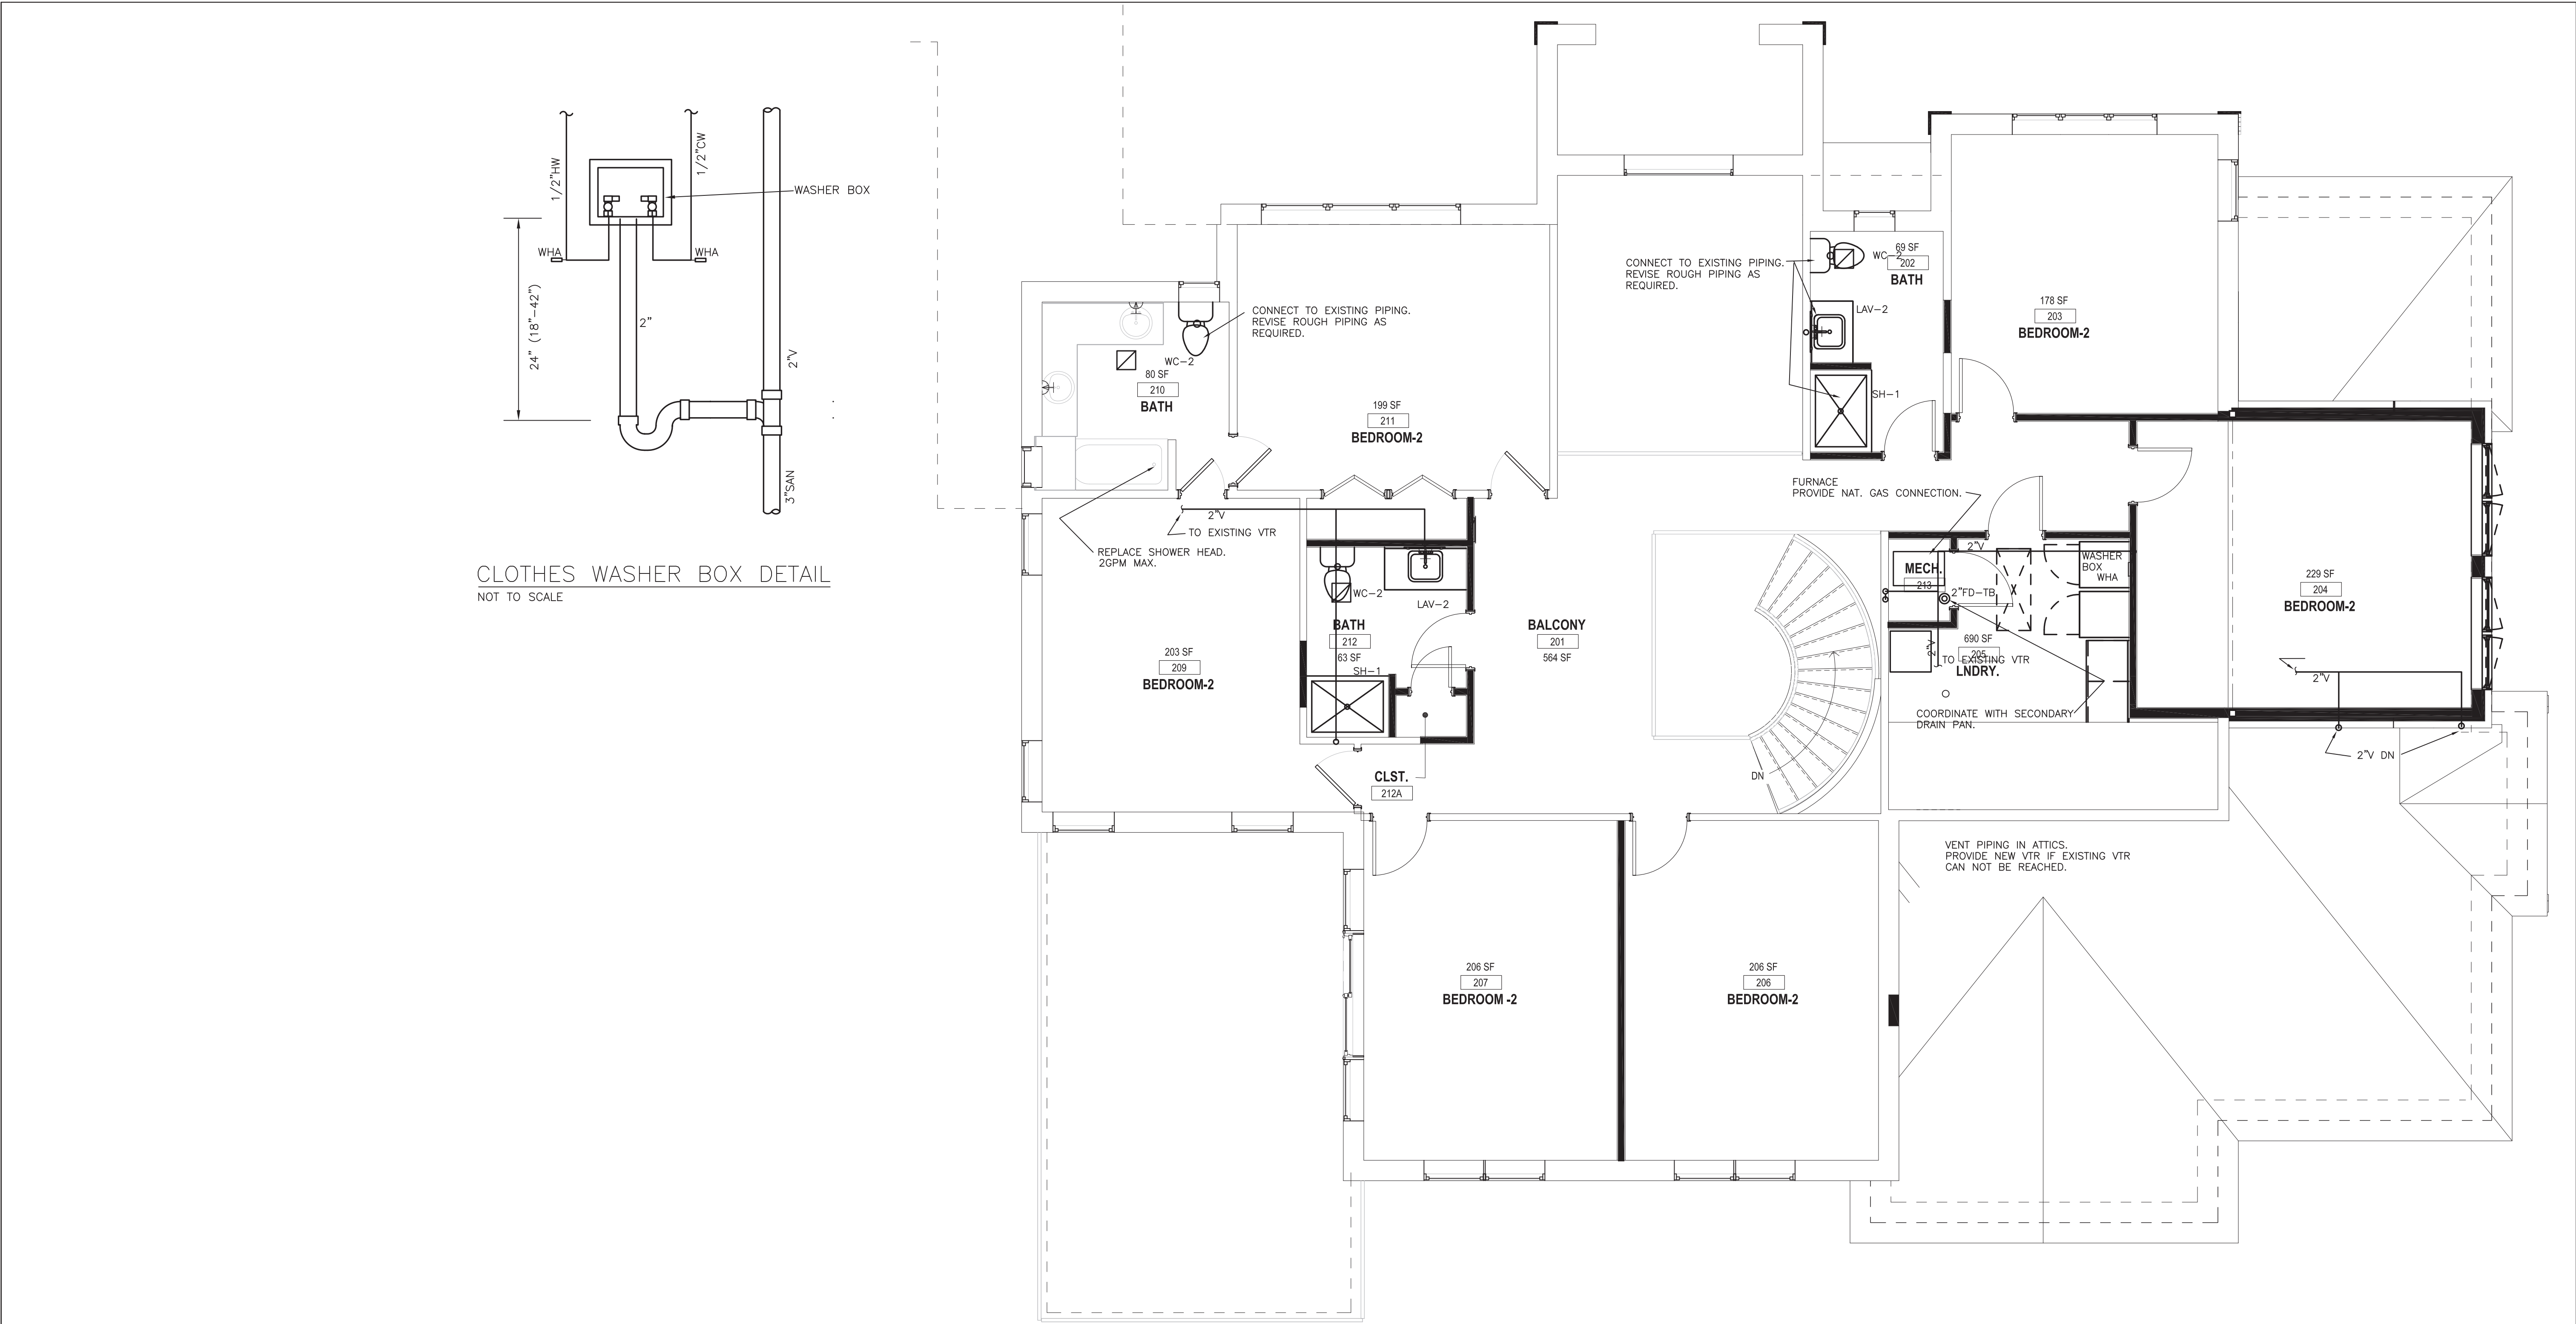 1/2"HW
1/2"CW
WASHER BOX
WHA
WHA
24" (18"-42")
2"
2"V
3"SAN
CLOTHES WASHER BOX DETAIL
NOT TO SCALE
CONNECT TO EXISTING PIPING.
REVISE ROUGH PIPING AS
REQUIRED.
WC-2
80 SF
210
BATH
199 SF
211
BEDROOM-2
CONNECT TO EXISTING PIPING.
REVISE ROUGH PIPING AS
REQUIRED.
WC-2
69 SF
202
BATH
LAV-2
SH-1
178 SF
203
BEDROOM-2
2"V
TO EXISTING VTR
REPLACE SHOWER HEAD.
2GPM MAX.
FURNACE
PROVIDE NAT. GAS CONNECTION.
WC-2
LAV-2
BATH
212
63 SF
SH-1
203 SF
209
BEDROOM-2
BALCONY
201
564 SF
DN
MECH.
213
2"V
2"FD-TB
WASHER
BOX
WHA
690 SF
205
LNDRY.
2"V
TO EXISTING VTR
COORDINATE WITH SECONDARY
DRAIN PAN.
229 SF
204
BEDROOM-2
2"V
2"V DN
CLST.
212A
VENT PIPING IN ATTICS.
PROVIDE NEW VTR IF EXISTING VTR
CAN NOT BE REACHED.
206 SF
207
BEDROOM -2
206 SF
206
BEDROOM-2